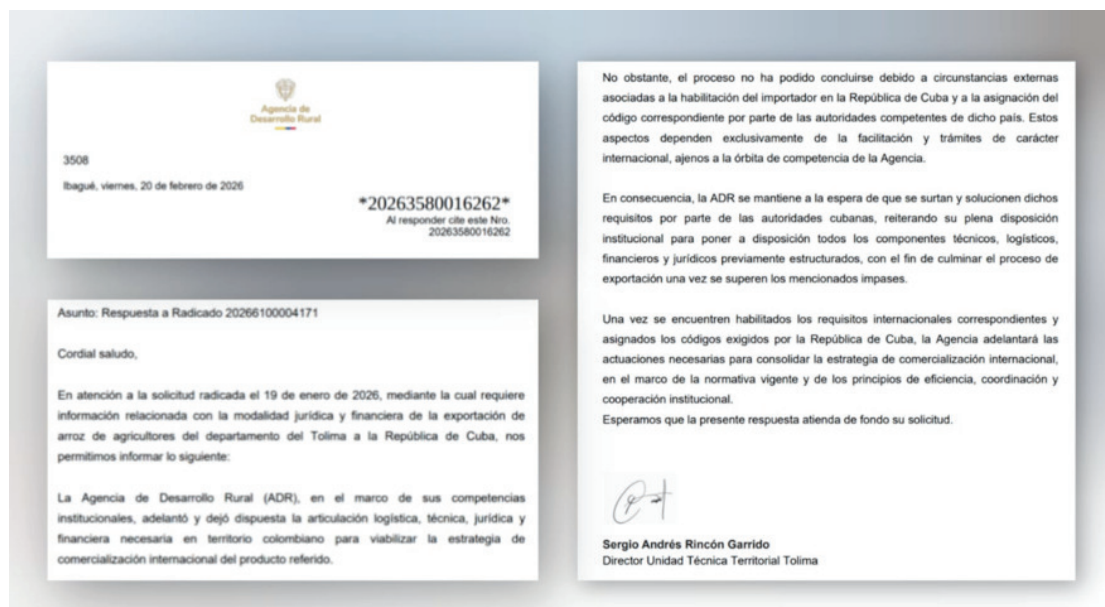 Agencia de
Desarrollo Rural
3508
Ibagué, viernes, 20 de febrero de 2026
*20263580016262*
Al responder cite este Nro.
20263580016262
Asunto: Respuesta a Radicado 20266100004171
Cordial saludo,
En atención a la solicitud radicada el 19 de enero de 2026, mediante la cual requiere
información relacionada con la modalidad jurídica y financiera de la exportación de
arroz de agricultores del departamento del Tolima a la República de Cuba, nos
permitimos informar lo siguiente:
La Agencia de Desarrollo Rural (ADR), en el marco de sus competencias
institucionales, adelantó y dejó dispuesta la articulación logística, técnica, jurídica y
financiera necesaria en territorio colombiano para viabilizar la estrategia de
comercialización internacional del producto referido.
No obstante, el proceso no ha podido concluirse debido a circunstancias externas
asociadas a la habilitación del importador en la República de Cuba y a la asignación del
código correspondiente por parte de las autoridades competentes de dicho país. Estos
aspectos dependen exclusivamente de la facilitación y trámites de carácter
internacional, ajenos a la órbita de competencia de la Agencia.
En consecuencia, la ADR se mantiene a la espera de que se surtan y solucionen dichos
requisitos por parte de las autoridades cubanas, reiterando su plena disposición
institucional para poner a disposición todos los componentes técnicos, logísticos,
financieros y jurídicos previamente estructurados, con el fin de culminar el proceso de
exportación una vez se superen los mencionados impases.
Una vez se encuentren habilitados los requisitos internacionales correspondientes y
asignados los códigos exigidos por la República de Cuba, la Agencia adelantará las
actuaciones necesarias para consolidar la estrategia de comercialización internacional,
en el marco de la normativa vigente y de los principios de eficiencia, coordinación y
cooperación institucional.
Esperamos que la presente respuesta atienda de fondo su solicitud.
Sergio Andrés Rincón Garrido
Director Unidad Técnica Territorial Tolima